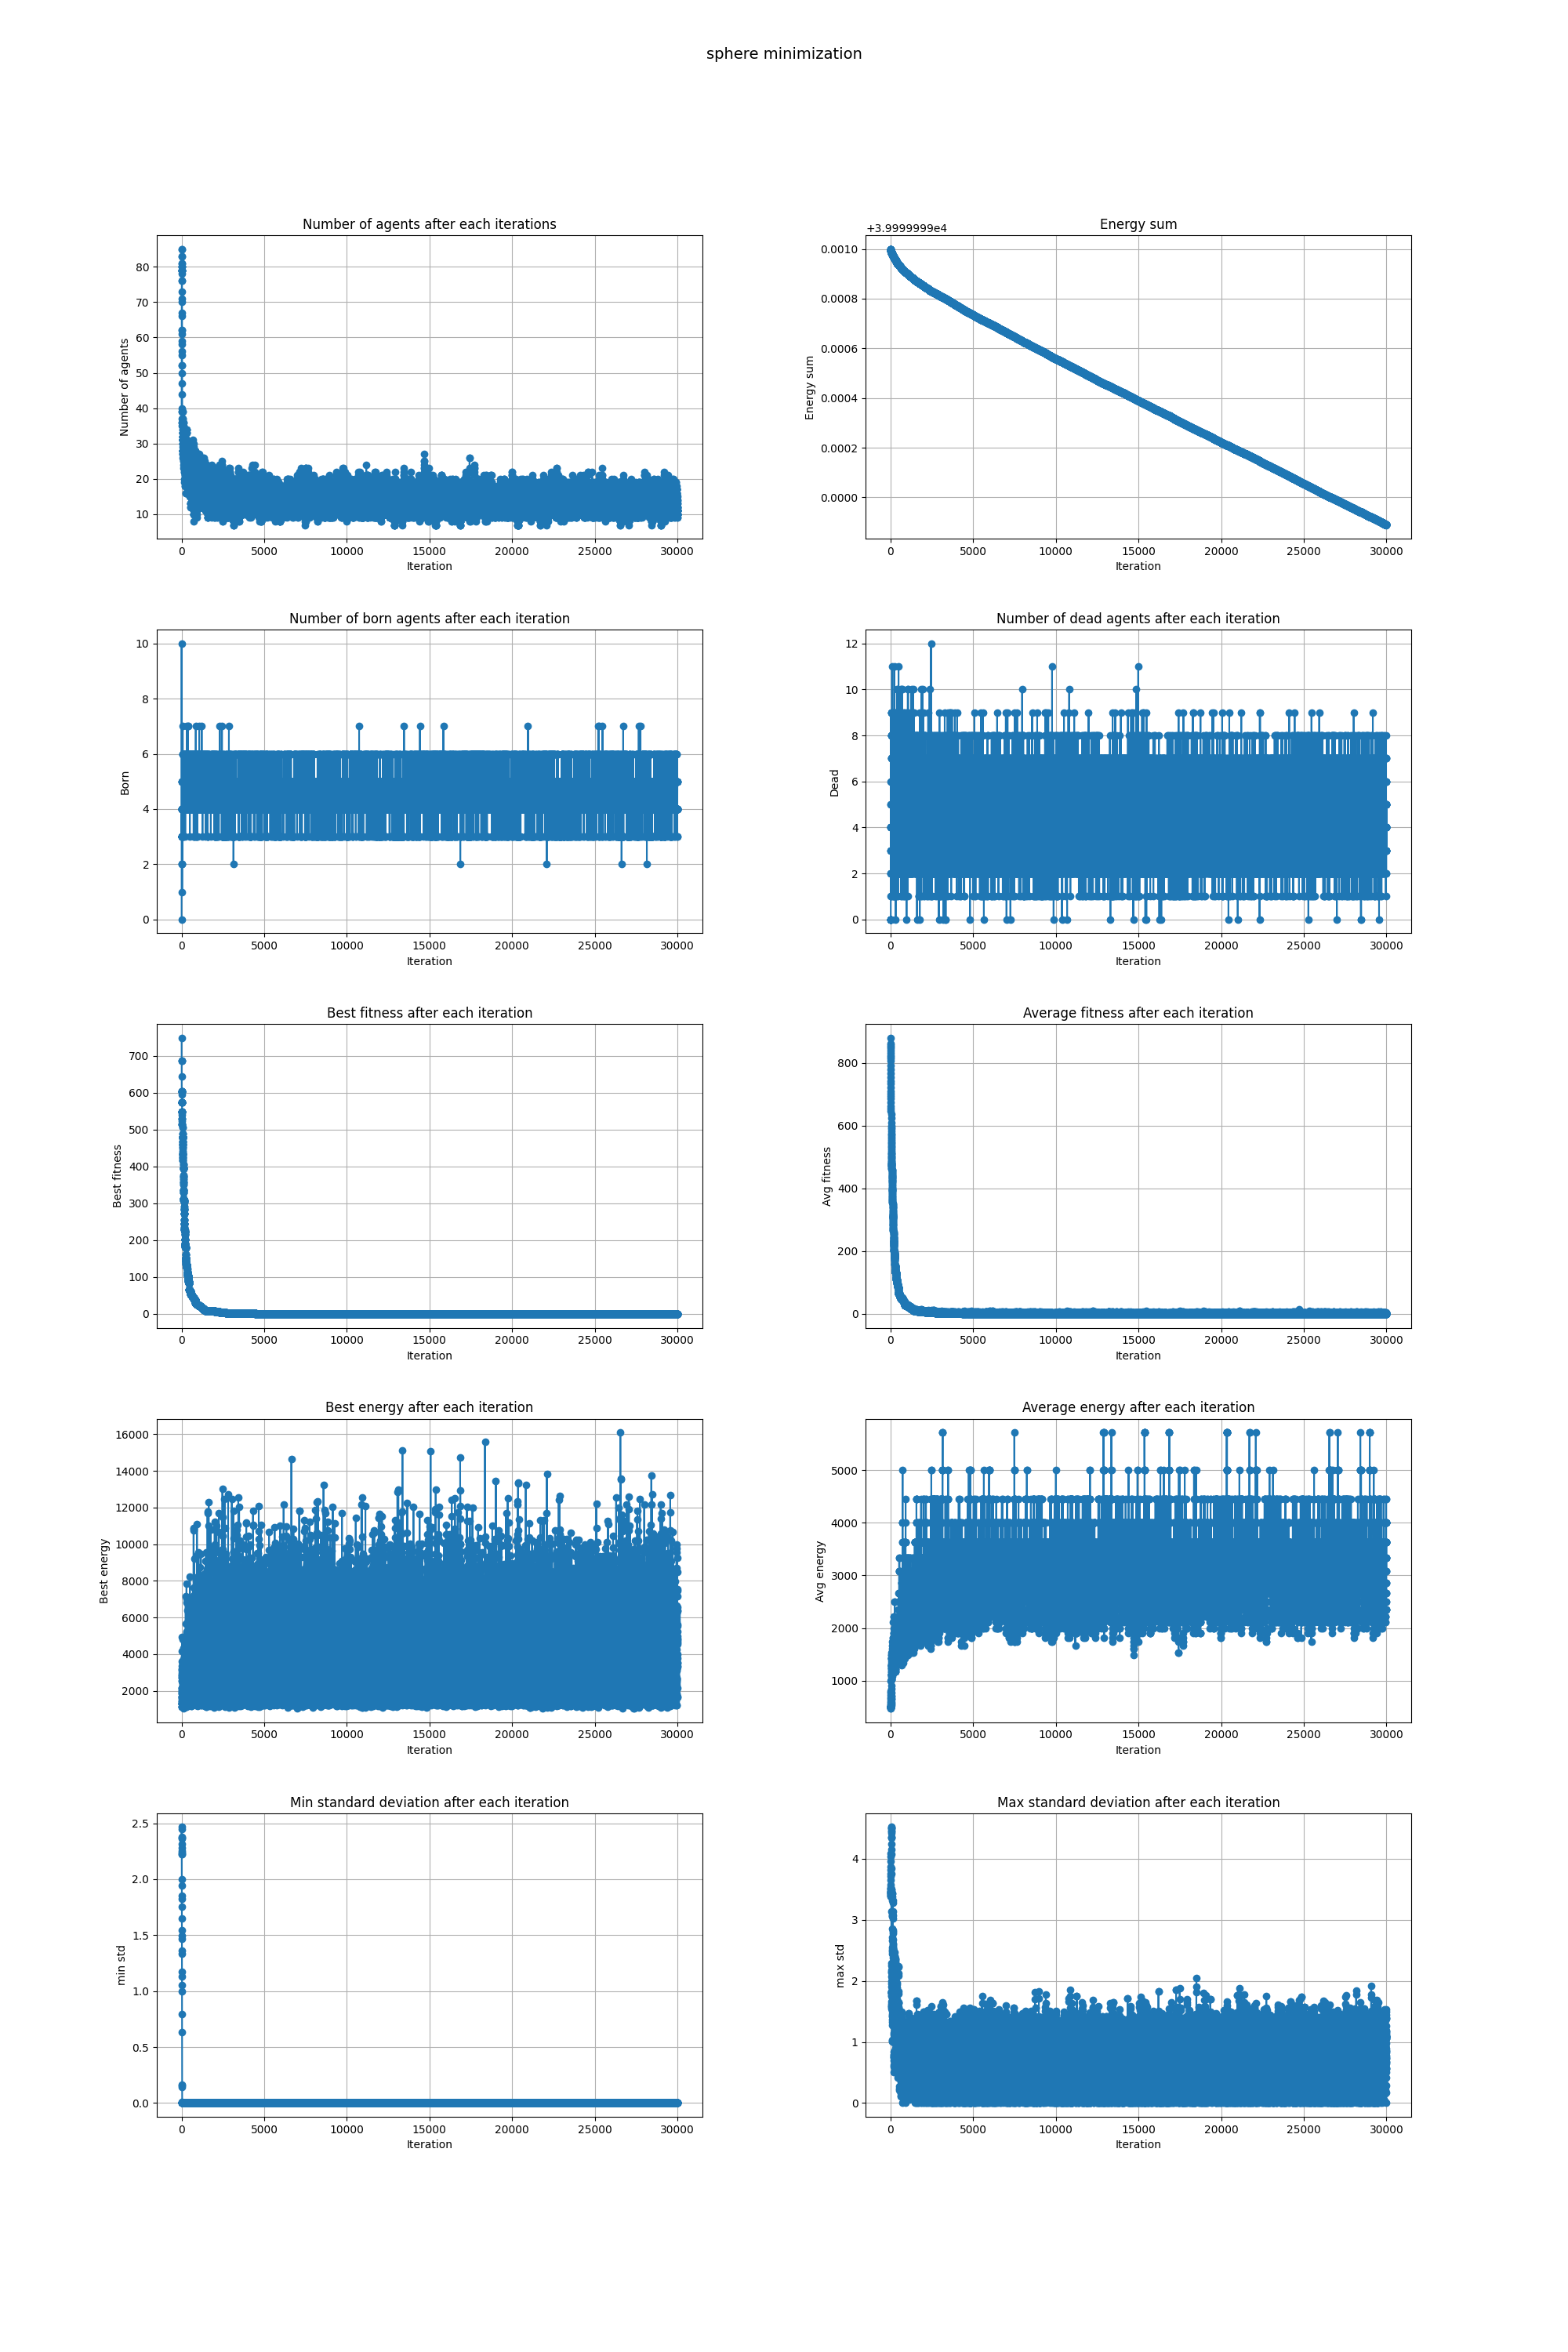 sphere minimization
Number of agents after each iterations
Number of agents
80
70
60
50
40
30
20
10
0 5000 10000 15000 20000 25000 30000
Iteration
Energy sum
+3.9999999e4
Energy sum
0.0010
0.0008
0.0006
0.0004
0.0002
0.0000
0 5000 10000 15000 20000 25000 30000
Iteration
Number of born agents after each iteration
Born
10
8
6
4
2
0
0 5000 10000 15000 20000 25000 30000
Iteration
Number of dead agents after each iteration
Dead
12
10
8
6
4
2
0
0 5000 10000 15000 20000 25000 30000
Iteration
Best fitness after each iteration
Best fitness
700
600
500
400
300
200
100
0
0 5000 10000 15000 20000 25000 30000
Iteration
Average fitness after each iteration
Avg fitness
800
600
400
200
0
0 5000 10000 15000 20000 25000 30000
Iteration
Best energy after each iteration
Best energy
16000
14000
12000
10000
8000
6000
4000
2000
0 5000 10000 15000 20000 25000 30000
Iteration
Average energy after each iteration
Avg energy
5000
4000
3000
2000
1000
0 5000 10000 15000 20000 25000 30000
Iteration
Min standard deviation after each iteration
min std
2.5
2.0
1.5
1.0
0.5
0.0
0 5000 10000 15000 20000 25000 30000
Iteration
Max standard deviation after each iteration
max std
4
3
2
1
0
0 5000 10000 15000 20000 25000 30000
Iteration